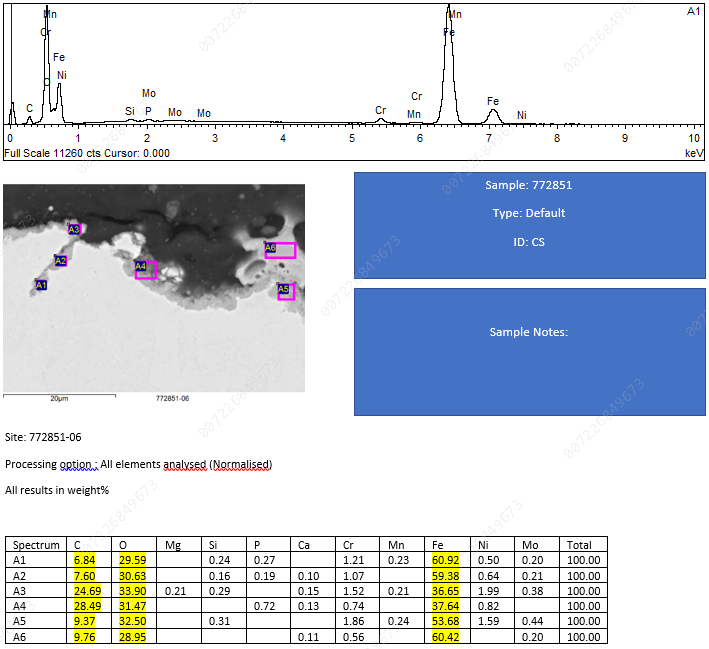 A1
Mn
Mn
Cr
Fe
Fe
Ni
O
Mo
Cr
C
Si
P
Mo
Mo
Cr
Mn
Fe
Ni
0 1 2 3 4 5 6 7 8 9 10
Full Scale 11260 cts Cursor: 0.000 keV
Sample: 772851
Type: Default
ID: CS
A3
A6
A2
A4
A1
A5
Sample Notes:
20µm 772851-06
Site: 772851-06
Processing option : All elements analysed (Normalised)
All results in weight%
Spectrum C O Mg Si P Ca Cr Mn Fe Ni Mo Total
A1 6.84 29.59 0.24 0.27 1.21 0.23 60.92 0.50 0.20 100.00
A2 7.60 30.63 0.16 0.19 0.10 1.07 59.38 0.64 0.21 100.00
A3 24.69 33.90 0.21 0.29 0.15 1.52 0.21 36.65 1.99 0.38 100.00
A4 28.49 31.47 0.72 0.13 0.74 37.64 0.82 100.00
A5 9.37 32.50 0.31 1.86 0.24 53.68 1.59 0.44 100.00
A6 9.76 28.95 0.11 0.56 60.42 0.20 100.00
007226849673